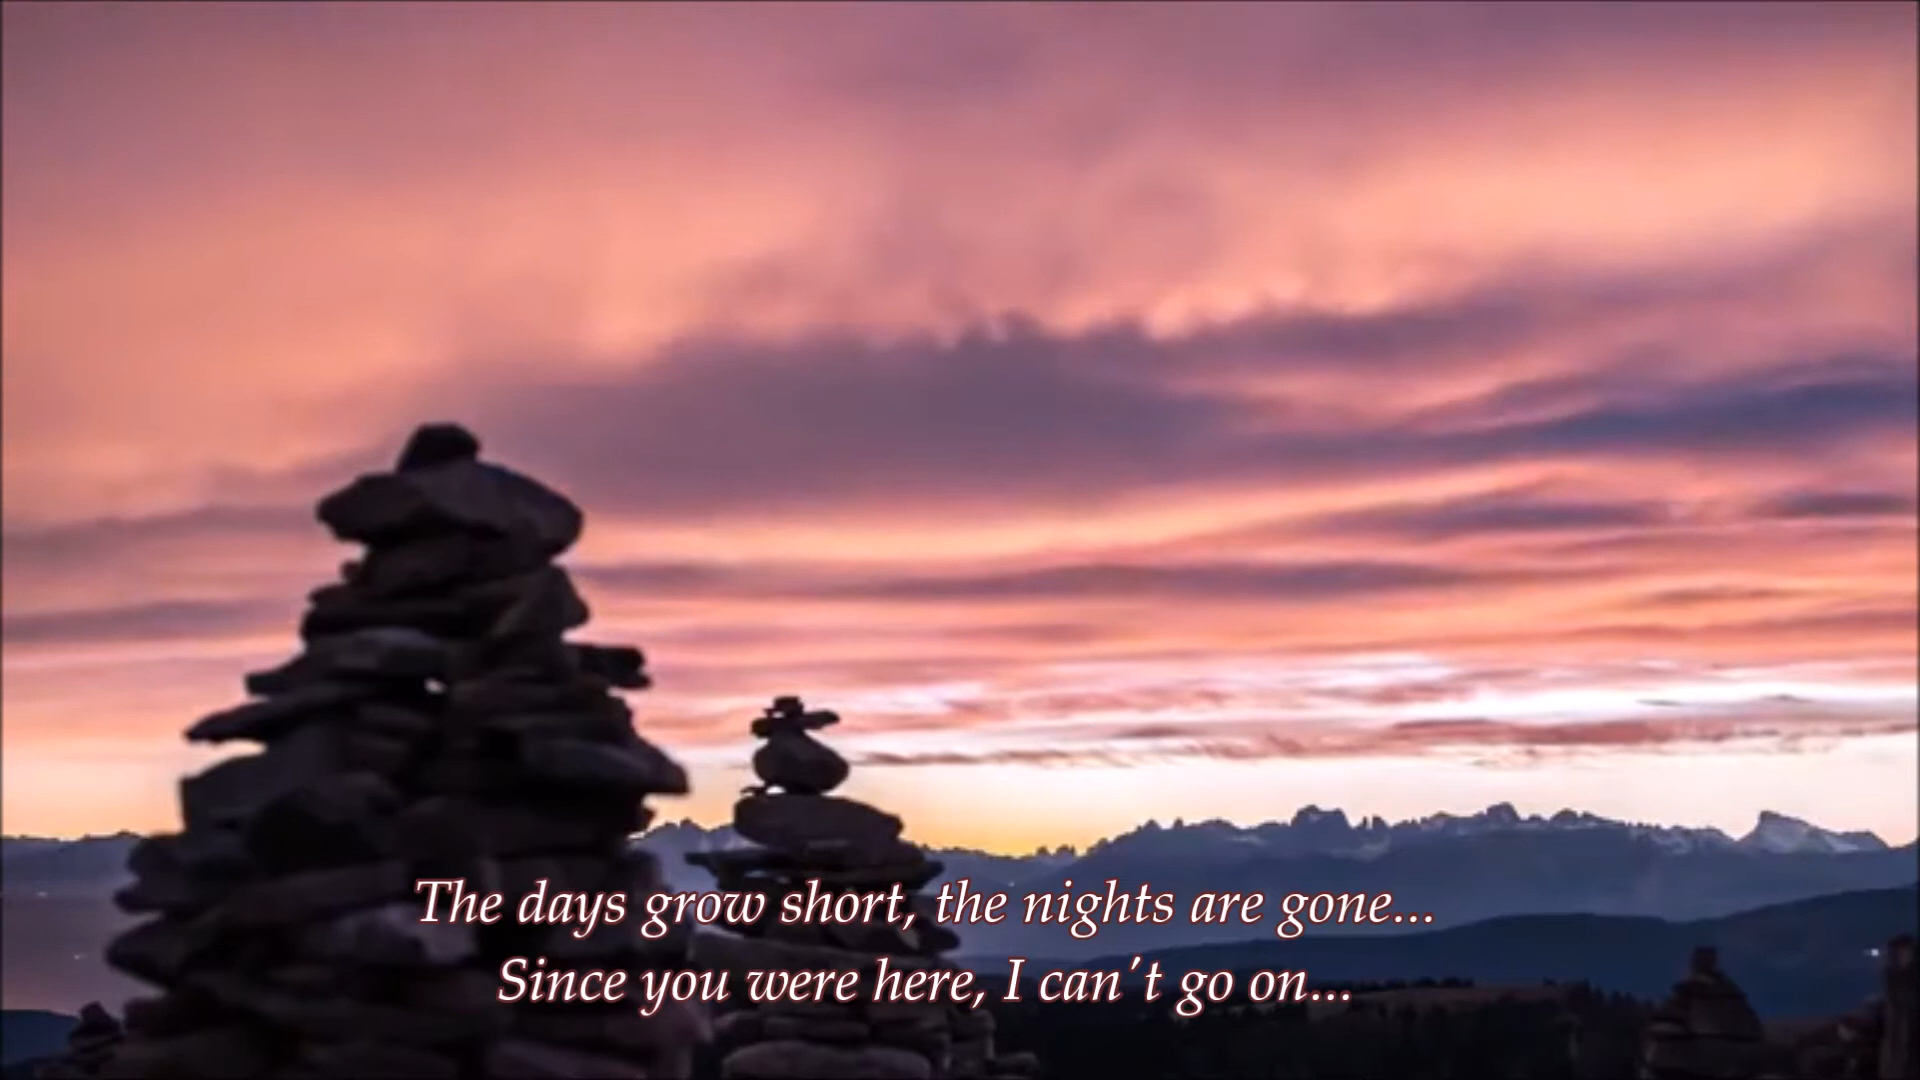 The days grow short, the nights are gone...
Since you were here, I can't go on...